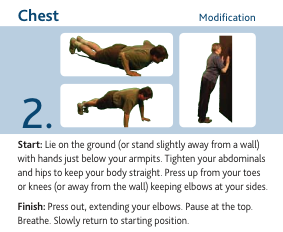 Chest
Modification
2.
Start: Lie on the ground (or stand slightly away from a wall)
with hands just below your armpits. Tighten your abdominals
and hips to keep your body straight. Press up from your toes
or knees (or away from the wall) keeping elbows at your sides.
Finish: Press out, extending your elbows. Pause at the top.
Breathe. Slowly return to starting position.